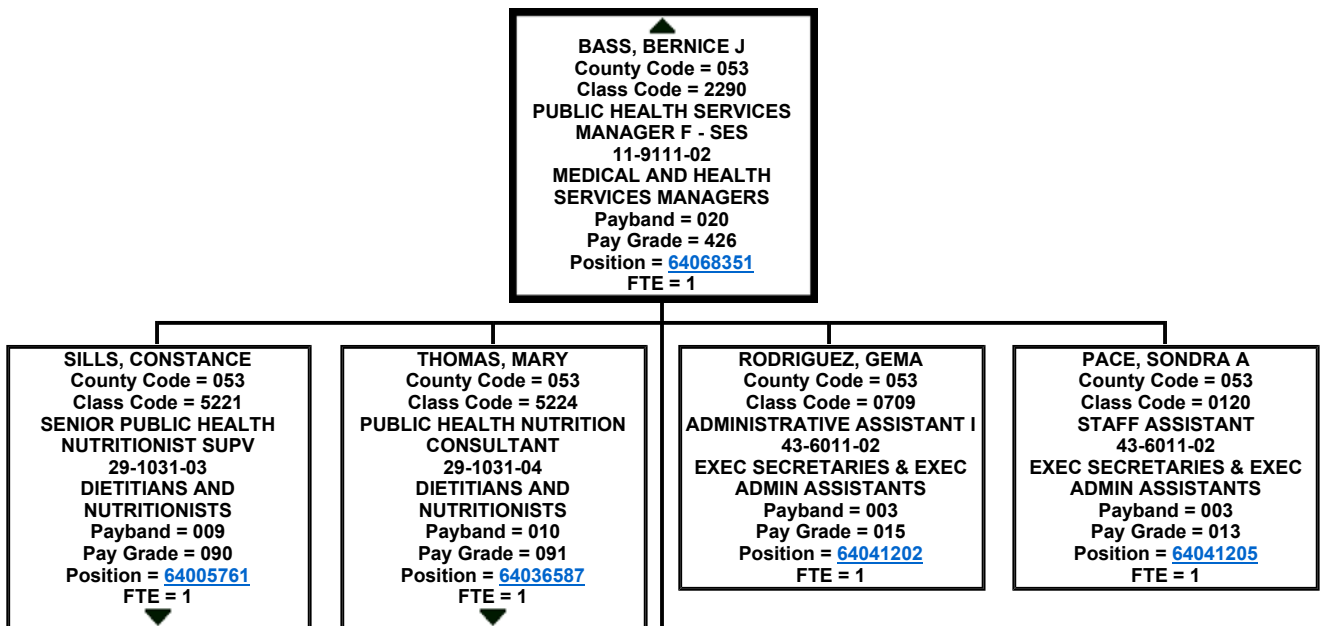 BASS, BERNICE J
County Code = 053
Class Code = 2290
PUBLIC HEALTH SERVICES
MANAGER F - SES
11-9111-02
MEDICAL AND HEALTH
SERVICES MANAGERS
Payband = 020
Pay Grade = 426
Position = 64068351
FTE = 1
SILLS, CONSTANCE
County Code = 053
Class Code = 5221
SENIOR PUBLIC HEALTH
NUTRITIONIST SUPV
29-1031-03
DIETITIANS AND
NUTRITIONISTS
Payband = 009
Pay Grade = 090
Position = 64005761
FTE = 1
THOMAS, MARY
County Code = 053
Class Code = 5224
PUBLIC HEALTH NUTRITION
CONSULTANT
29-1031-04
DIETITIANS AND
NUTRITIONISTS
Payband = 010
Pay Grade = 091
Position = 64036587
FTE = 1
RODRIGUEZ, GEMA
County Code = 053
Class Code = 0709
ADMINISTRATIVE ASSISTANT I
43-6011-02
EXEC SECRETARIES & EXEC
ADMIN ASSISTANTS
Payband = 003
Pay Grade = 015
Position = 64041202
FTE = 1
PACE, SONDRA A
County Code = 053
Class Code = 0120
STAFF ASSISTANT
43-6011-02
EXEC SECRETARIES & EXEC
ADMIN ASSISTANTS
Payband = 003
Pay Grade = 013
Position = 64041205
FTE = 1